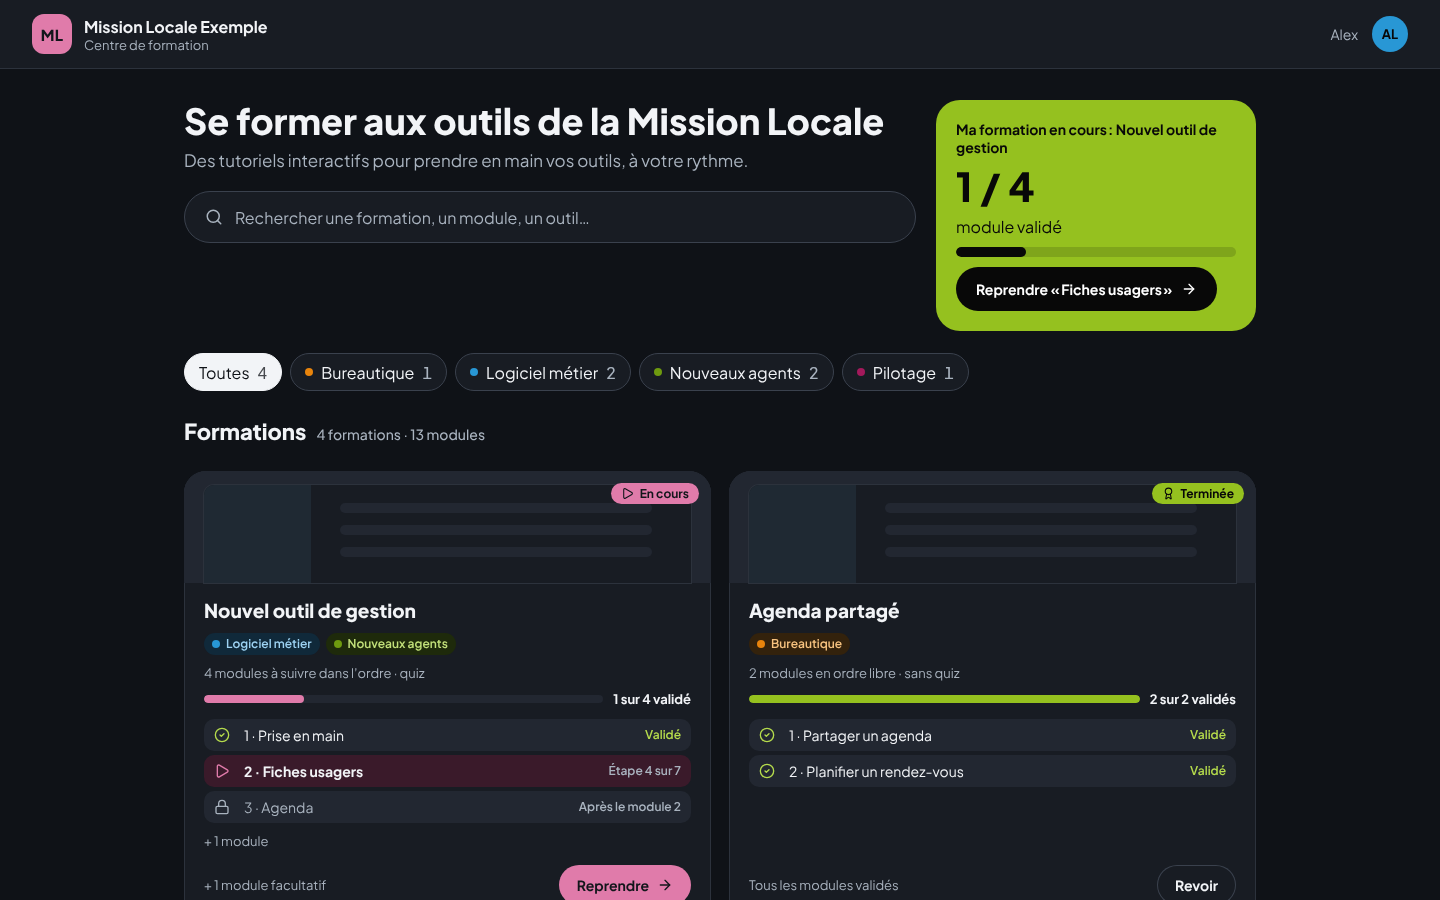 ML
Mission Locale Exemple
Centre de formation
Alex
AL
Se former aux outils de la Mission Locale
Des tutoriels interactifs pour prendre en main vos outils, à votre rythme.
Rechercher une formation, un module, un outil…
Ma formation en cours : Nouvel outil de
gestion
1 / 4
module validé
Reprendre « Fiches usagers »
Toutes 4
Bureautique 1
Logiciel métier 2
Nouveaux agents 2
Pilotage 1
Formations
4 formations · 13 modules
En cours
Nouvel outil de gestion
Logiciel métier
Nouveaux agents
4 modules à suivre dans l'ordre · quiz
1 sur 4 validé
1 · Prise en main
Validé
2 · Fiches usagers
Étape 4 sur 7
3 · Agenda
Après le module 2
+ 1 module
+ 1 module facultatif
Reprendre
Terminée
Agenda partagé
Bureautique
2 modules en ordre libre · sans quiz
2 sur 2 validés
1 · Partager un agenda
Validé
2 · Planifier un rendez-vous
Validé
Tous les modules validés
Revoir